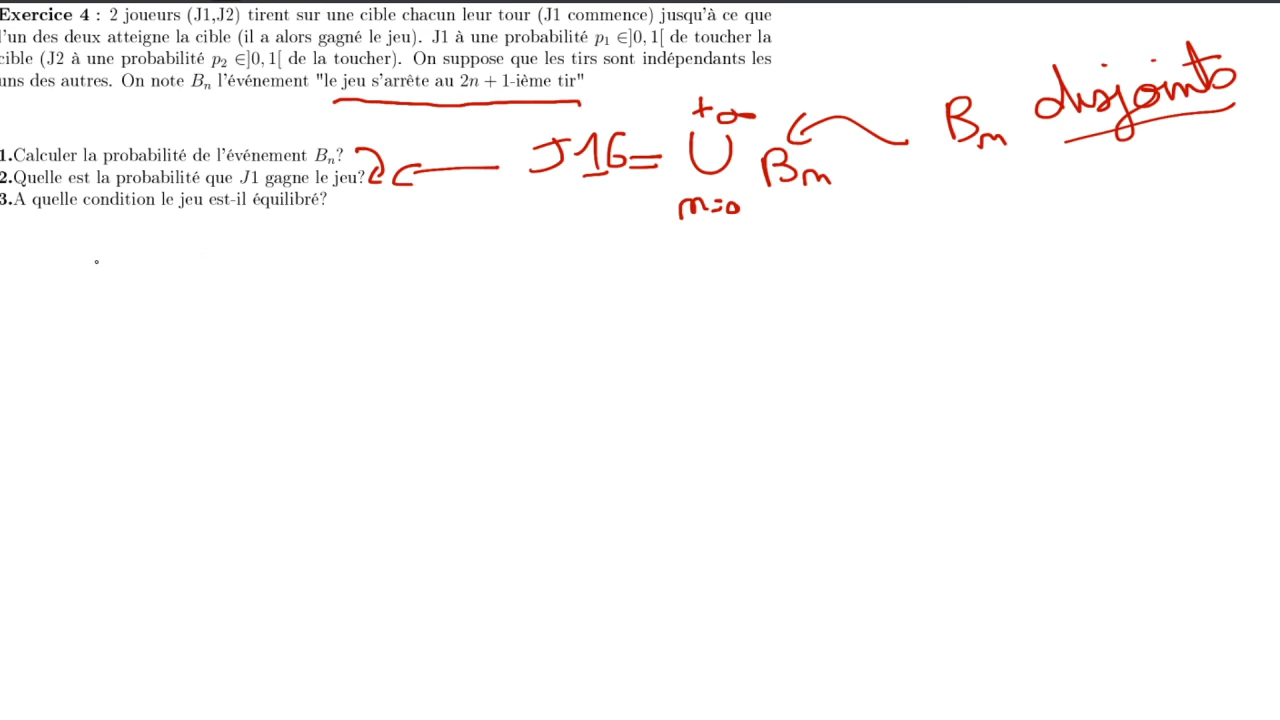 Exercice 4 : 2 joueurs (J1,J2) tirent sur une cible chacun leur tour (J1 commence) jusqu'à ce que
l'un des deux atteigne la cible (il a alors gagné le jeu). J1 à une probabilité p₁ ∈]0, 1[ de toucher la
cible (J2 à une probabilité p₂ ∈]0, 1[ de la toucher). On suppose que les tirs sont indépendants les
uns des autres. On note Bₙ l'événement "le jeu s'arrête au 2n + 1-ième tir"
1.Calculer la probabilité de l'événement Bₙ?
2.Quelle est la probabilité que J1 gagne le jeu?
3.A quelle condition le jeu est-il équilibré?
J1G = ∪ Bₙ
+∞
n=0
Bₙ disjoints